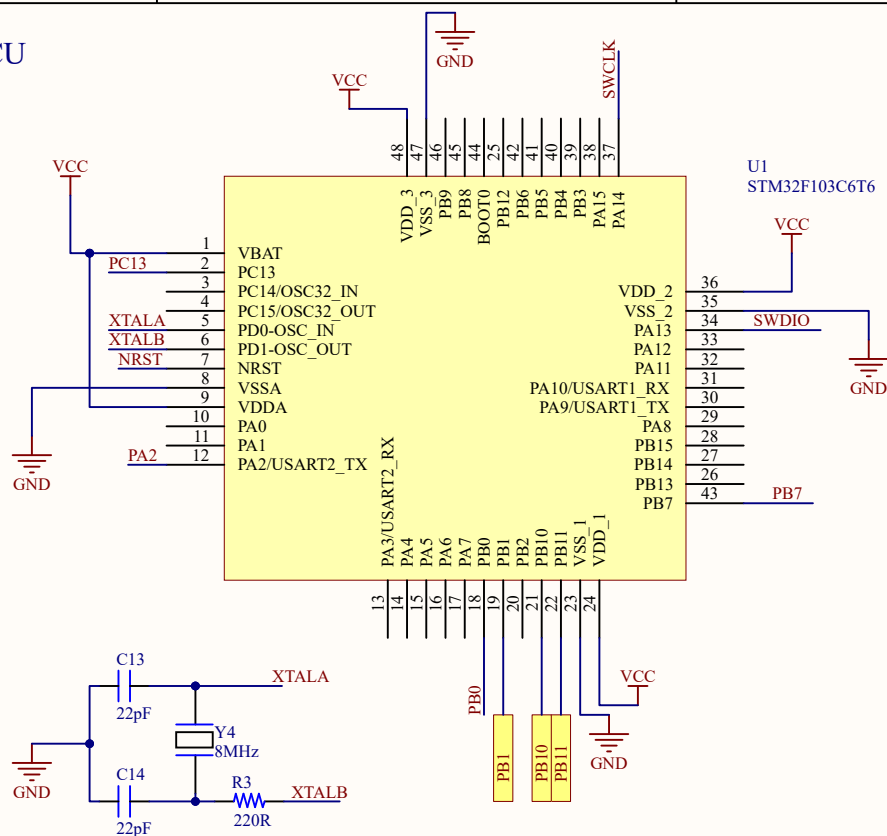 CU
GND
VCC
SWCLK
48
47
46
45
44
25
42
41
40
39
38
37
VDD_3
VSS_3
PB9
PB8
BOOT0
PB12
PB6
PB5
PB4
PB3
PA15
PA14
U1
STM32F103C6T6
VCC
VCC
1 VBAT
PC13 2 PC13
3 PC14/OSC32_IN
4 PC15/OSC32_OUT
XTALA 5 PD0-OSC_IN
XTALB 6 PD1-OSC_OUT
NRST 7 NRST
8 VSSA
9 VDDA
10 PA0
11 PA1
PA2 12 PA2/USART2_TX
GND
VDD_2 36
VSS_2 35
PA13 34 SWDIO
PA12 33
PA11 32
PA10/USART1_RX 31
PA9/USART1_TX 30
PA8 29
PB15 28
PB14 27
PB13 26
PB7 43 PB7
GND
PA3/USART2_RX
PA4
PA5
PA6
PA7
PB0
PB1
PB2
PB10
PB11
VSS_1
VDD_1
13
14
15
16
17
18
19
20
21
22
23
24
PB0
PB1
PB10
PB11
GND
VCC
C13
22pF
XTALA
Y4
8MHz
GND
C14
22pF
R3
220R
XTALB